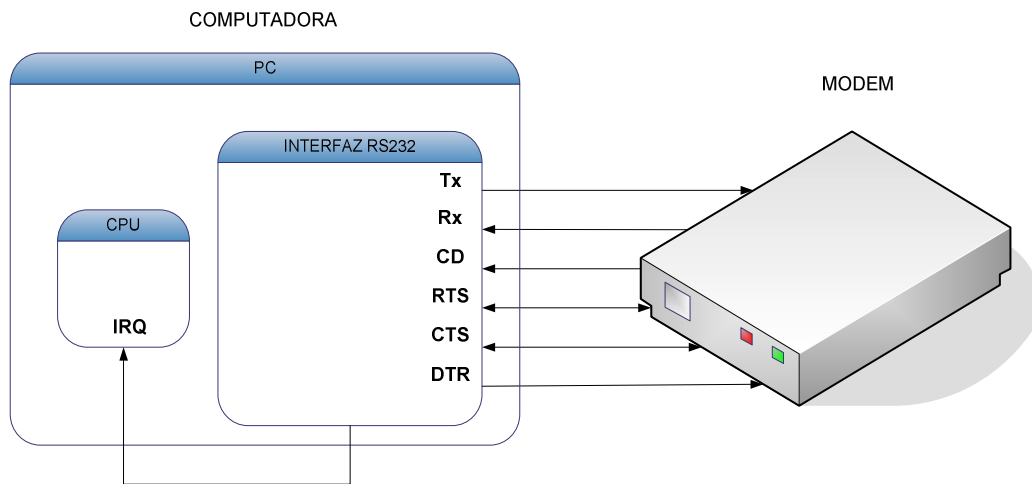 COMPUTADORA
PC
MODEM
INTERFAZ RS232
Tx
Rx
CPU
CD
RTS
IRQ
CTS
DTR